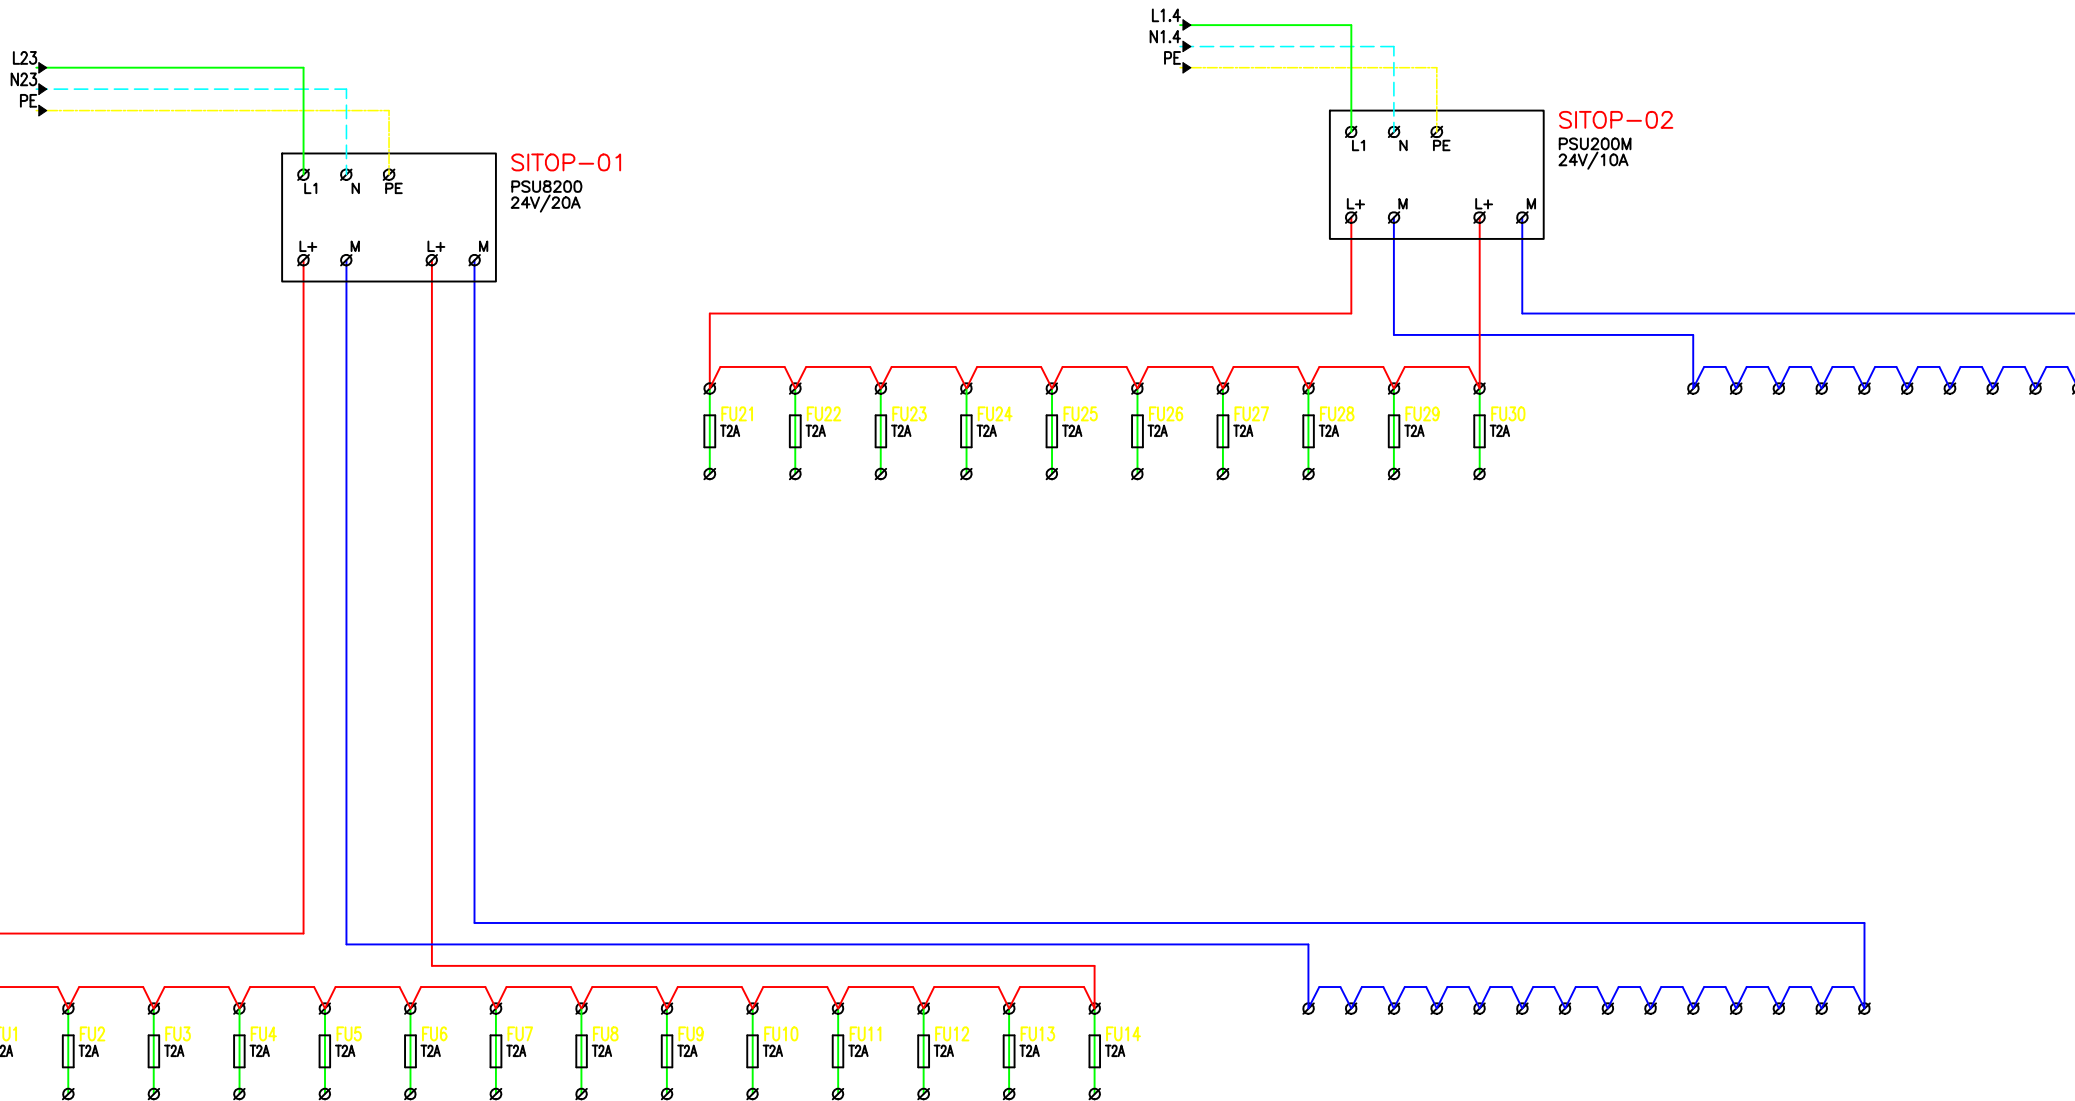 L1.4
N1.4
PE
L23
N23
PE
SITOP-02
PSU200M
24V/10A
L1 N PE
L+ M L+ M
SITOP-01
PSU8200
24V/20A
L1 N PE
L+ M L+ M
FU21 FU22 FU23 FU24 FU25 FU26 FU27 FU28 FU29 FU30
T2A T2A T2A T2A T2A T2A T2A T2A T2A T2A
FU2 FU3 FU4 FU5 FU6 FU7 FU8 FU9 FU10 FU11 FU12 FU13 FU14
T2A T2A T2A T2A T2A T2A T2A T2A T2A T2A T2A T2A T2A